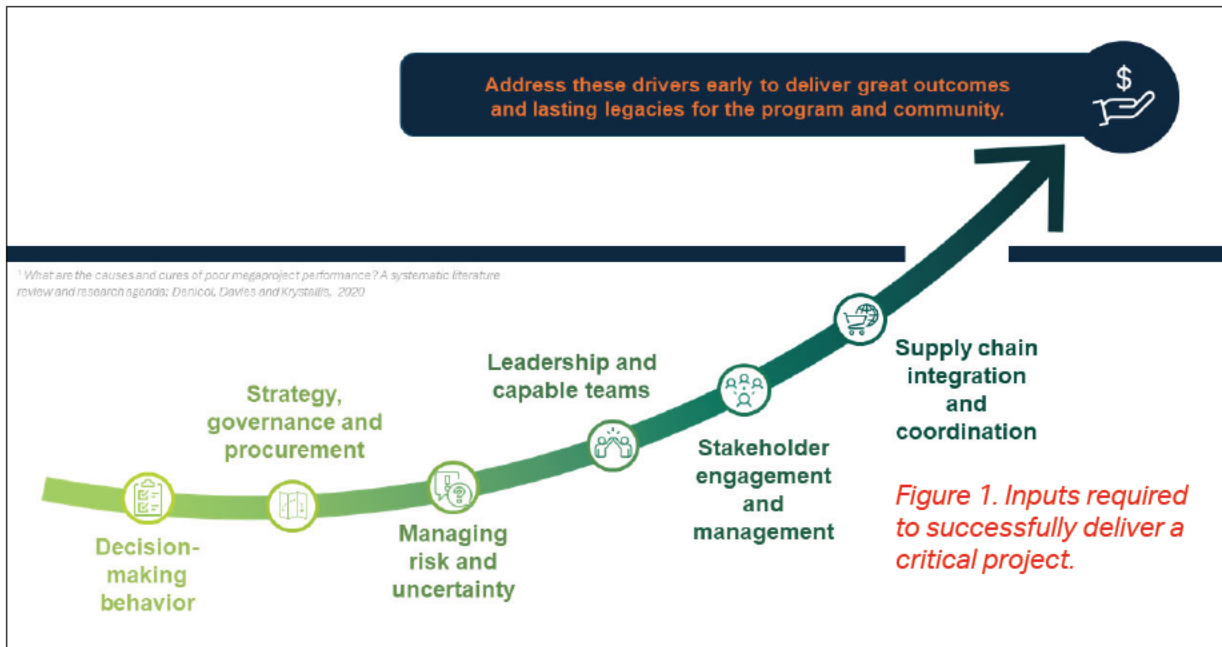 Address these drivers early to deliver great outcomes
and lasting legacies for the program and community.
$
¹ What are the causes and cures of poor megaproject performance? A systematic literature
review and research agenda: Denicol, Davies and Krystallis, 2020
Decision-
making
behavior
Strategy,
governance and
procurement
Managing
risk and
uncertainty
Leadership and
capable teams
Stakeholder
engagement
and
management
Supply chain
integration
and
coordination
Figure 1. Inputs required
to successfully deliver a
critical project.